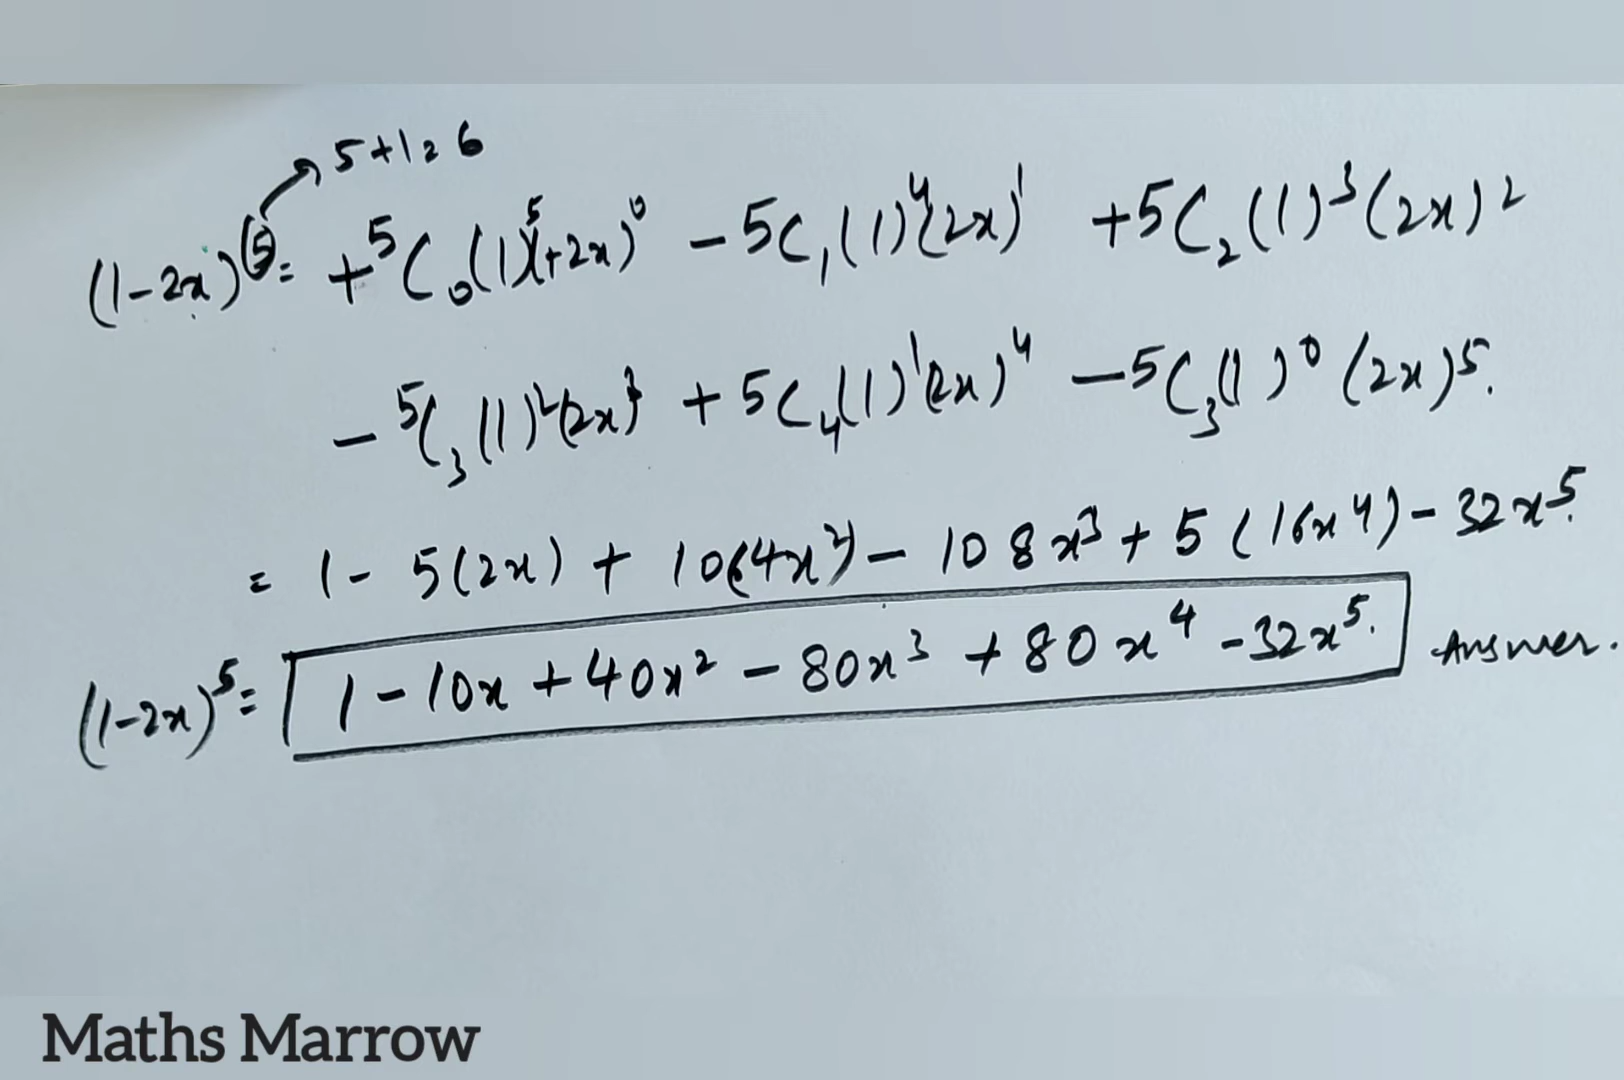 5+1=6
(1-2x)⁵= +⁵C₀(1)⁵(+2x)⁰ -5C₁(1)⁴(2x)¹ +5C₂(1)³(2x)²
-⁵C₃(1)²(2x)³ +5C₄(1)¹(2x)⁴ -5C₃(1)⁰(2x)⁵.
= 1-5(2x)+10(4x²)-10 8x³+5(16x⁴)-32x⁵.
(1-2x)⁵= 1-10x+40x²-80x³+80x⁴-32x⁵. Answer.
Maths Marrow